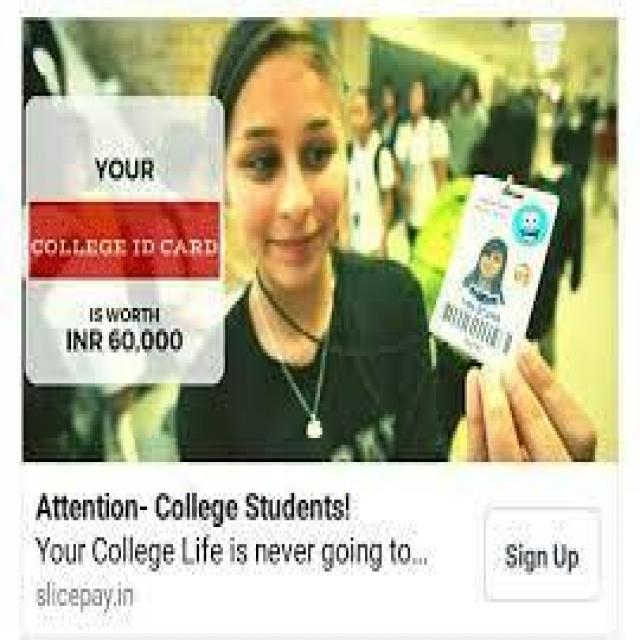 YOUR
COLLEGE ID CARD
IS WORTH
INR 60,000
Attention- College Students!
Your College Life is never going to...
Sign Up
slicepay.in